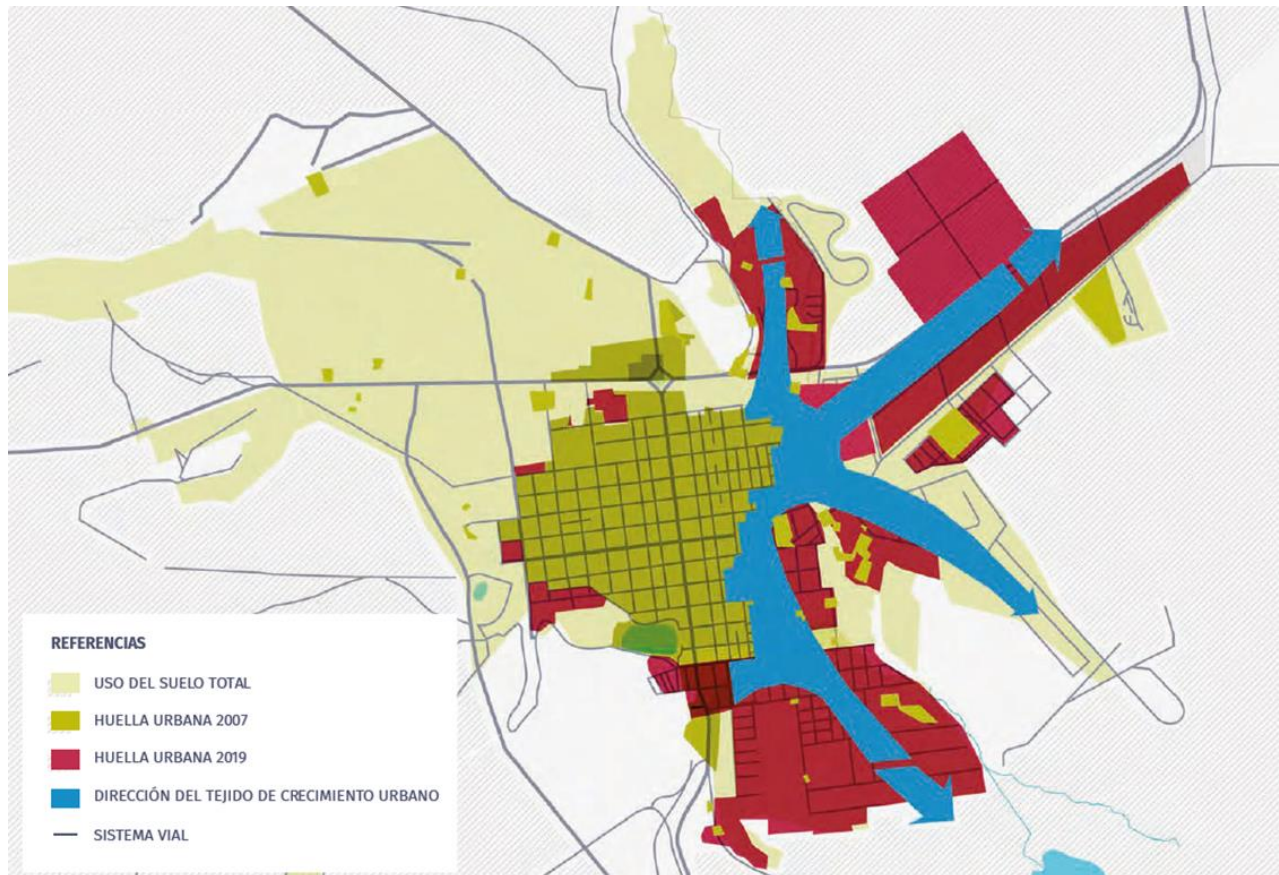 REFERENCIAS
USO DEL SUELO TOTAL
HUELLA URBANA 2007
HUELLA URBANA 2019
DIRECCIÓN DEL TEJIDO DE CRECIMIENTO URBANO
SISTEMA VIAL